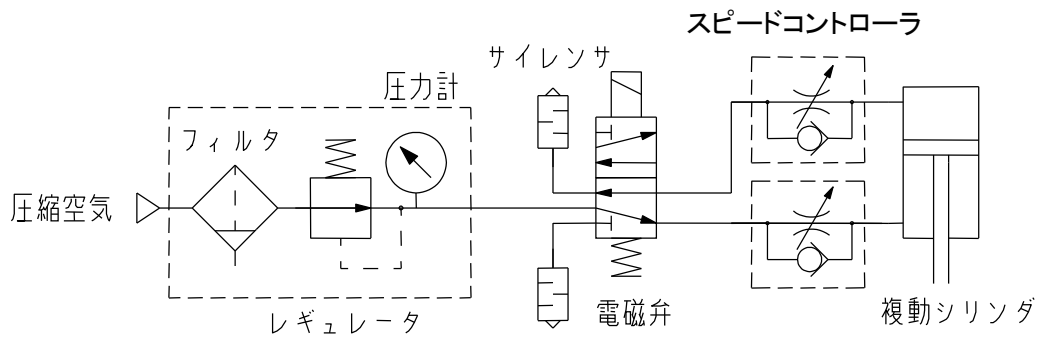 スピードコントローラ
サイレンサ
圧力計
フィルタ
圧縮空気
レギュレータ
電磁弁
複動シリンダ